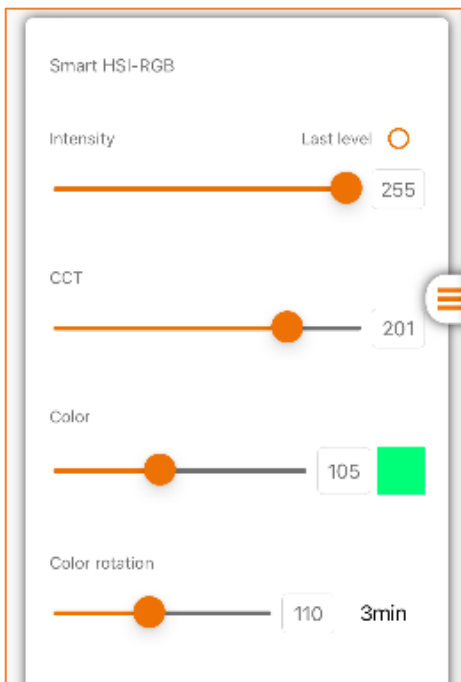 Smart HSI-RGB
Intensity Last level
255
CCT
201
Color
105
Color rotation
110 3min